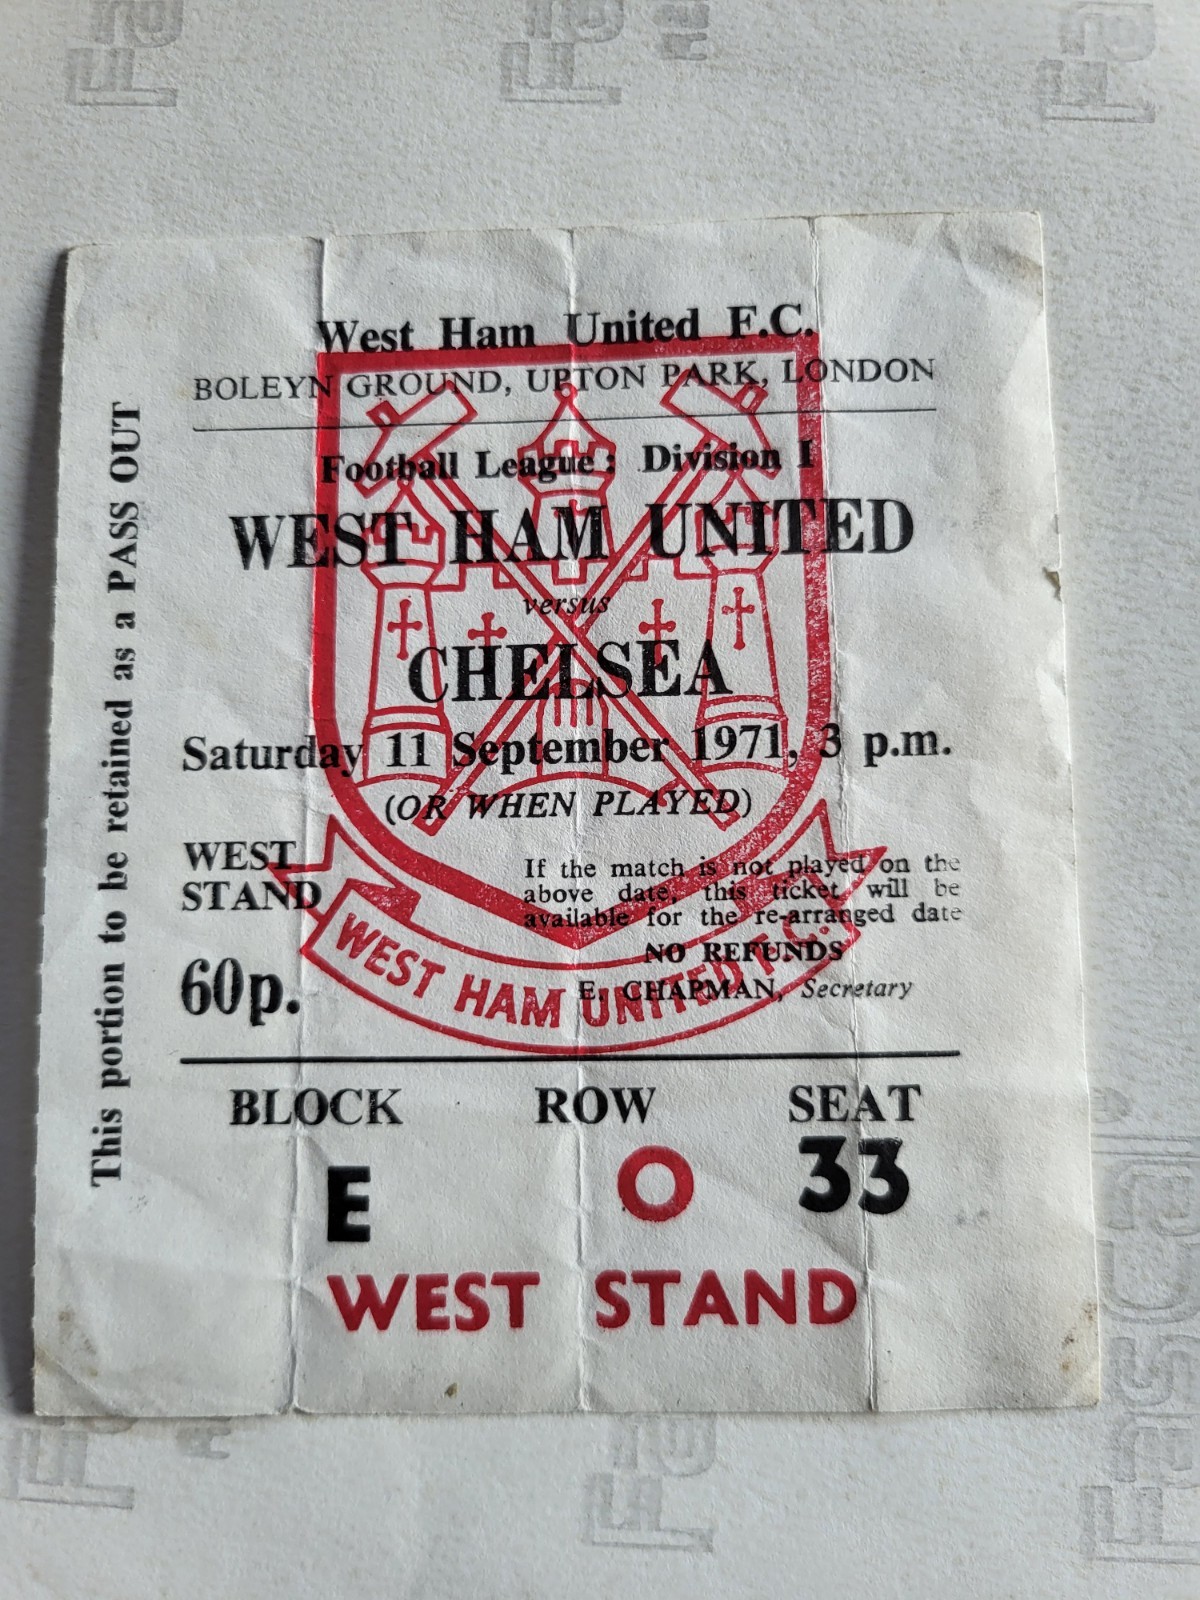 West Ham United F.C.
BOLEYN GROUND, UPTON PARK, LONDON
Football League : Division I
WEST HAM UNITED
versus
CHELSEA
Saturday 11 September 1971, 3 p.m.
(OR WHEN PLAYED)
WEST
STAND
60p.
If the match is not played on the
above date, this ticket will be
available for the re-arranged date
NO REFUNDS
E. CHAPMAN, Secretary
WEST HAM UNITED F.C.
BLOCK ROW SEAT
E O 33
WEST STAND
This portion to be retained as a PASS OUT